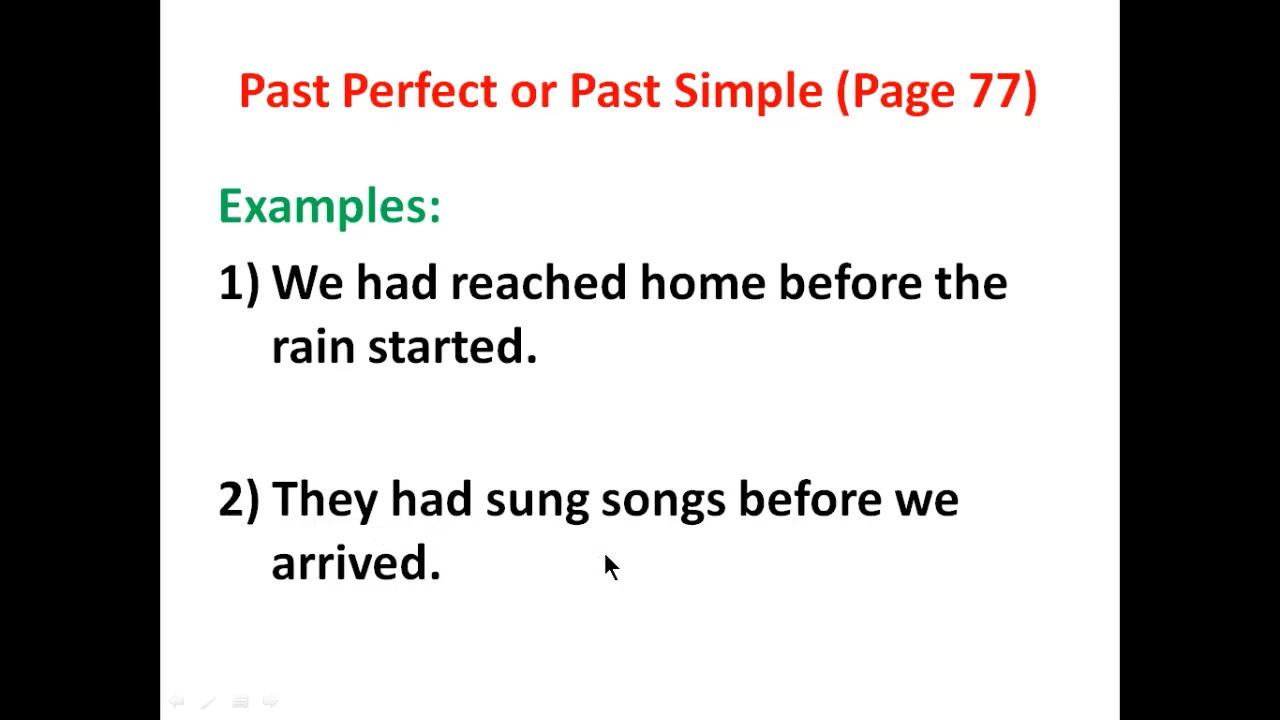 Past Perfect or Past Simple (Page 77)
Examples:
1) We had reached home before the
rain started.
2) They had sung songs before we
arrived.